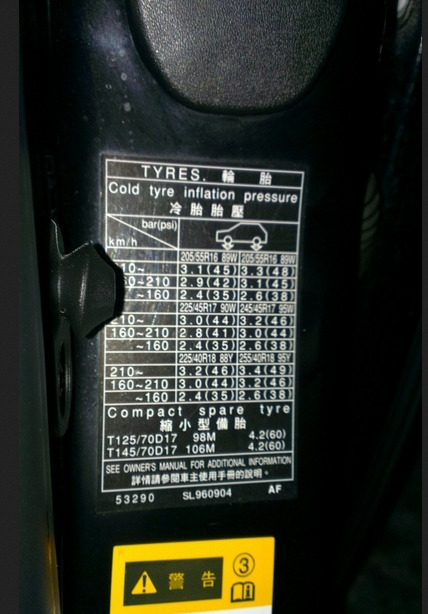 TYRES. 輪 胎
Cold tyre inflation pressure
冷胎胎壓
bar(psi)
km/h
205/55R16 89W 205/55R16 89W
10~ 3.1(45) 3.3(48)
0~210 2.9(42) 3.1(45)
~160 2.4(35) 2.6(38)
225/45R17 90W 245/45R17 95W
10~ 3.0(44) 3.2(46)
160~210 2.8(41) 3.0(44)
~160 2.4(35) 2.6(38)
225/40R18 88Y 255/40R18 95Y
210~ 3.2(46) 3.4(49)
160~210 3.0(44) 3.2(46)
~160 2.4(35) 2.6(38)
Compact spare tyre
縮小型備胎
T125/70D17 98M 4.2(60)
T145/70D17 106M 4.2(60)
SEE OWNER'S MANUAL FOR ADDITIONAL INFORMATION
詳情請參閱車主使用手冊的說明。
53290 SL960904 AF
警告 3